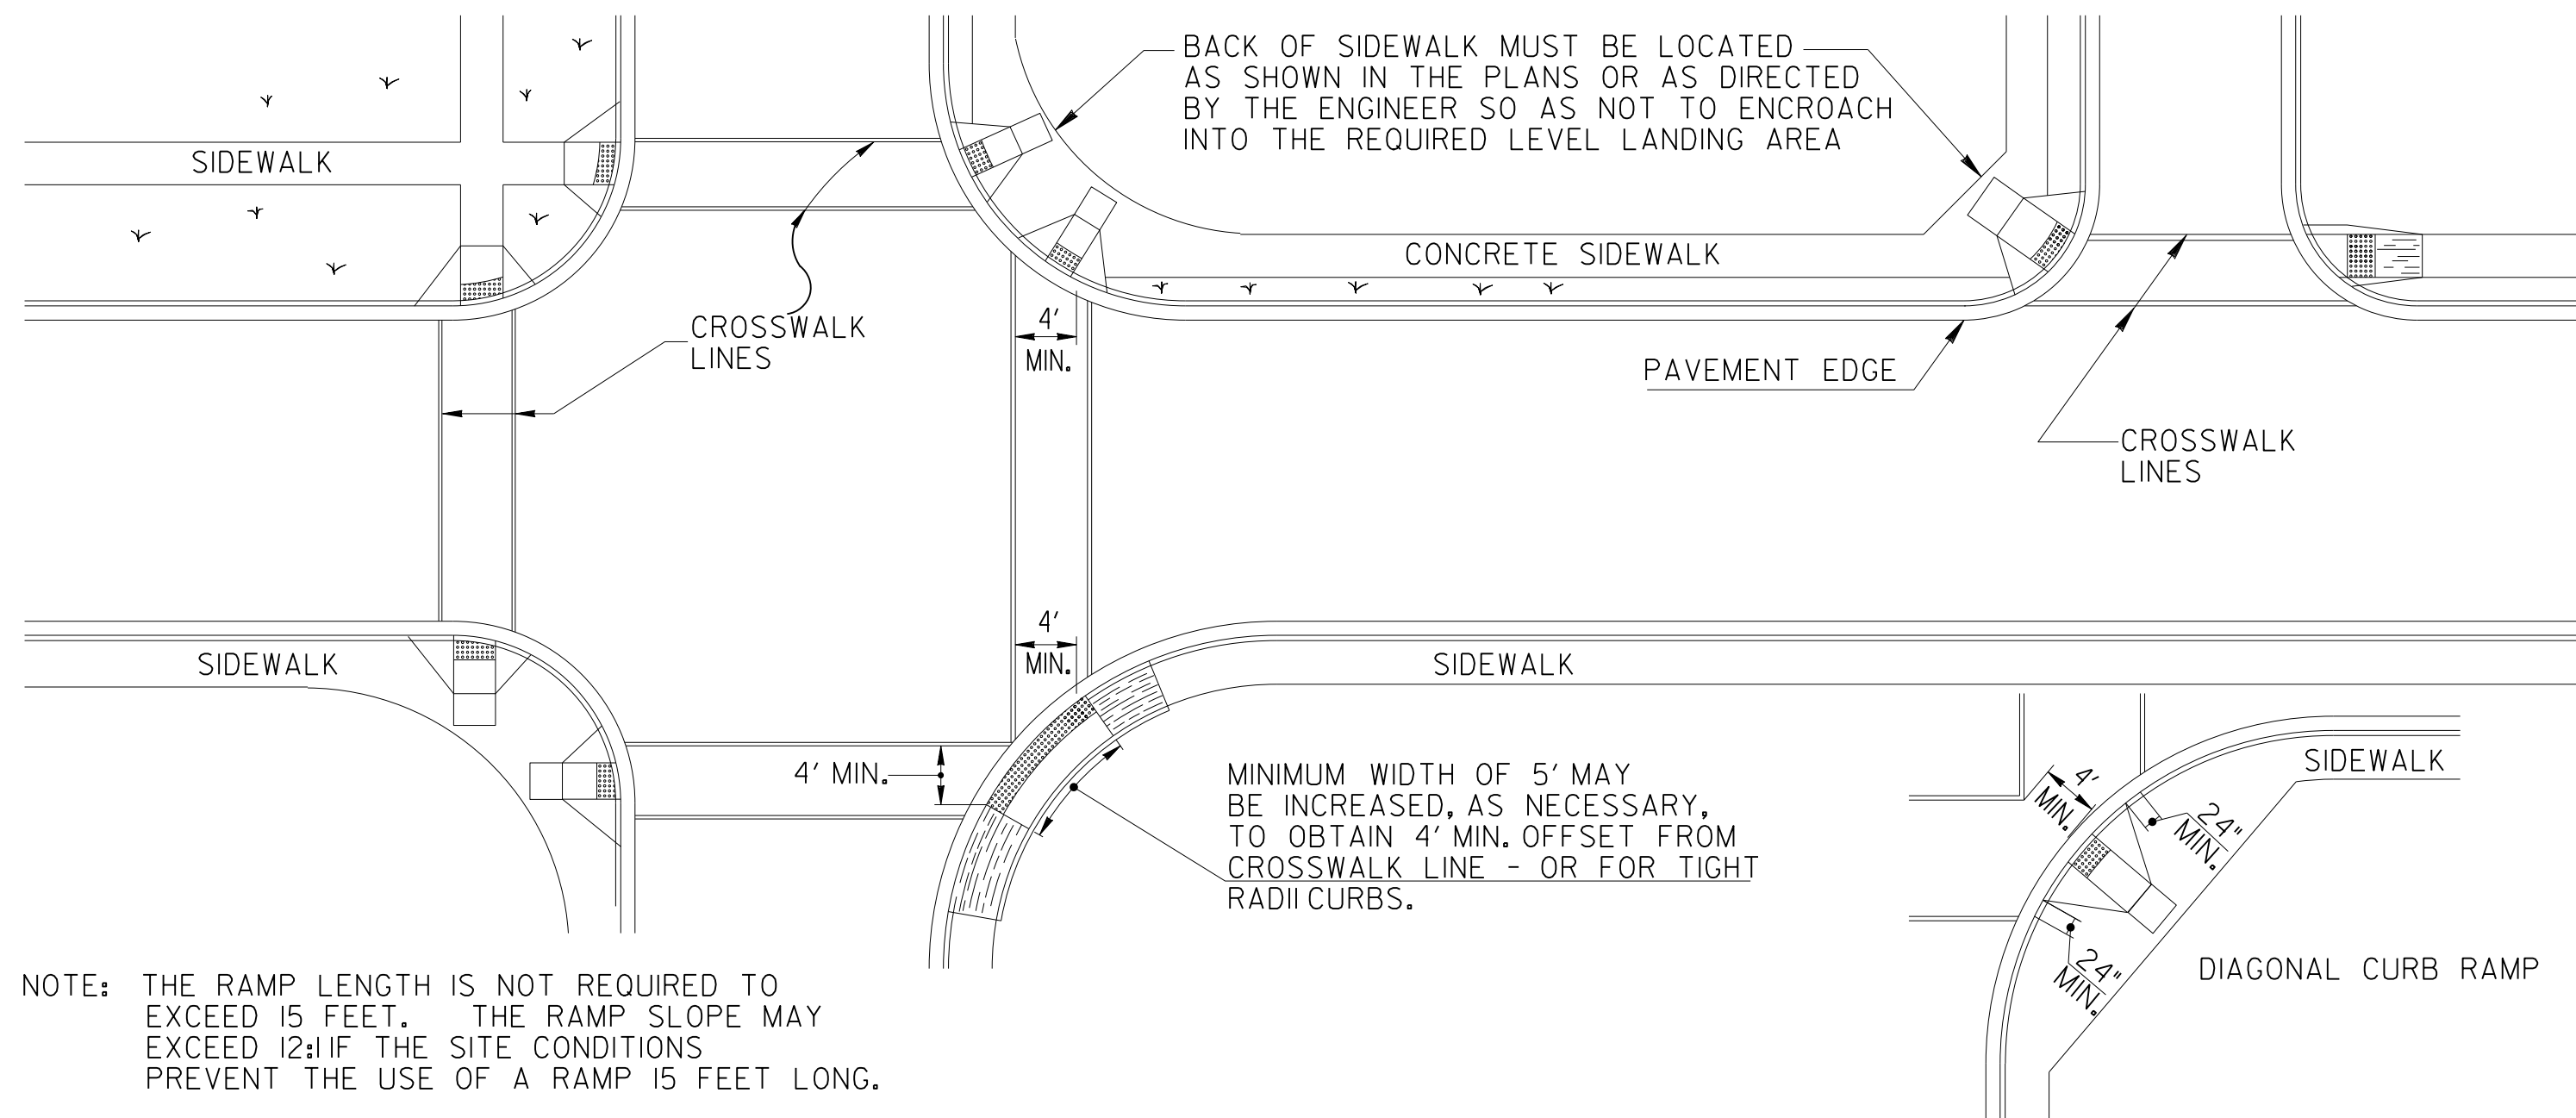 BACK OF SIDEWALK MUST BE LOCATED
AS SHOWN IN THE PLANS OR AS DIRECTED
BY THE ENGINEER SO AS NOT TO ENCROACH
INTO THE REQUIRED LEVEL LANDING AREA
SIDEWALK
CONCRETE SIDEWALK
CROSSWALK
LINES
4'
MIN.
PAVEMENT EDGE
CROSSWALK
LINES
4'
MIN.
SIDEWALK
SIDEWALK
4' MIN.
MINIMUM WIDTH OF 5' MAY
BE INCREASED, AS NECESSARY,
TO OBTAIN 4' MIN. OFFSET FROM
CROSSWALK LINE - OR FOR TIGHT
RADII CURBS.
SIDEWALK
4'
MIN.
24"
MIN.
24"
MIN.
DIAGONAL CURB RAMP
NOTE: THE RAMP LENGTH IS NOT REQUIRED TO
EXCEED 15 FEET. THE RAMP SLOPE MAY
EXCEED 12:1 IF THE SITE CONDITIONS
PREVENT THE USE OF A RAMP 15 FEET LONG.